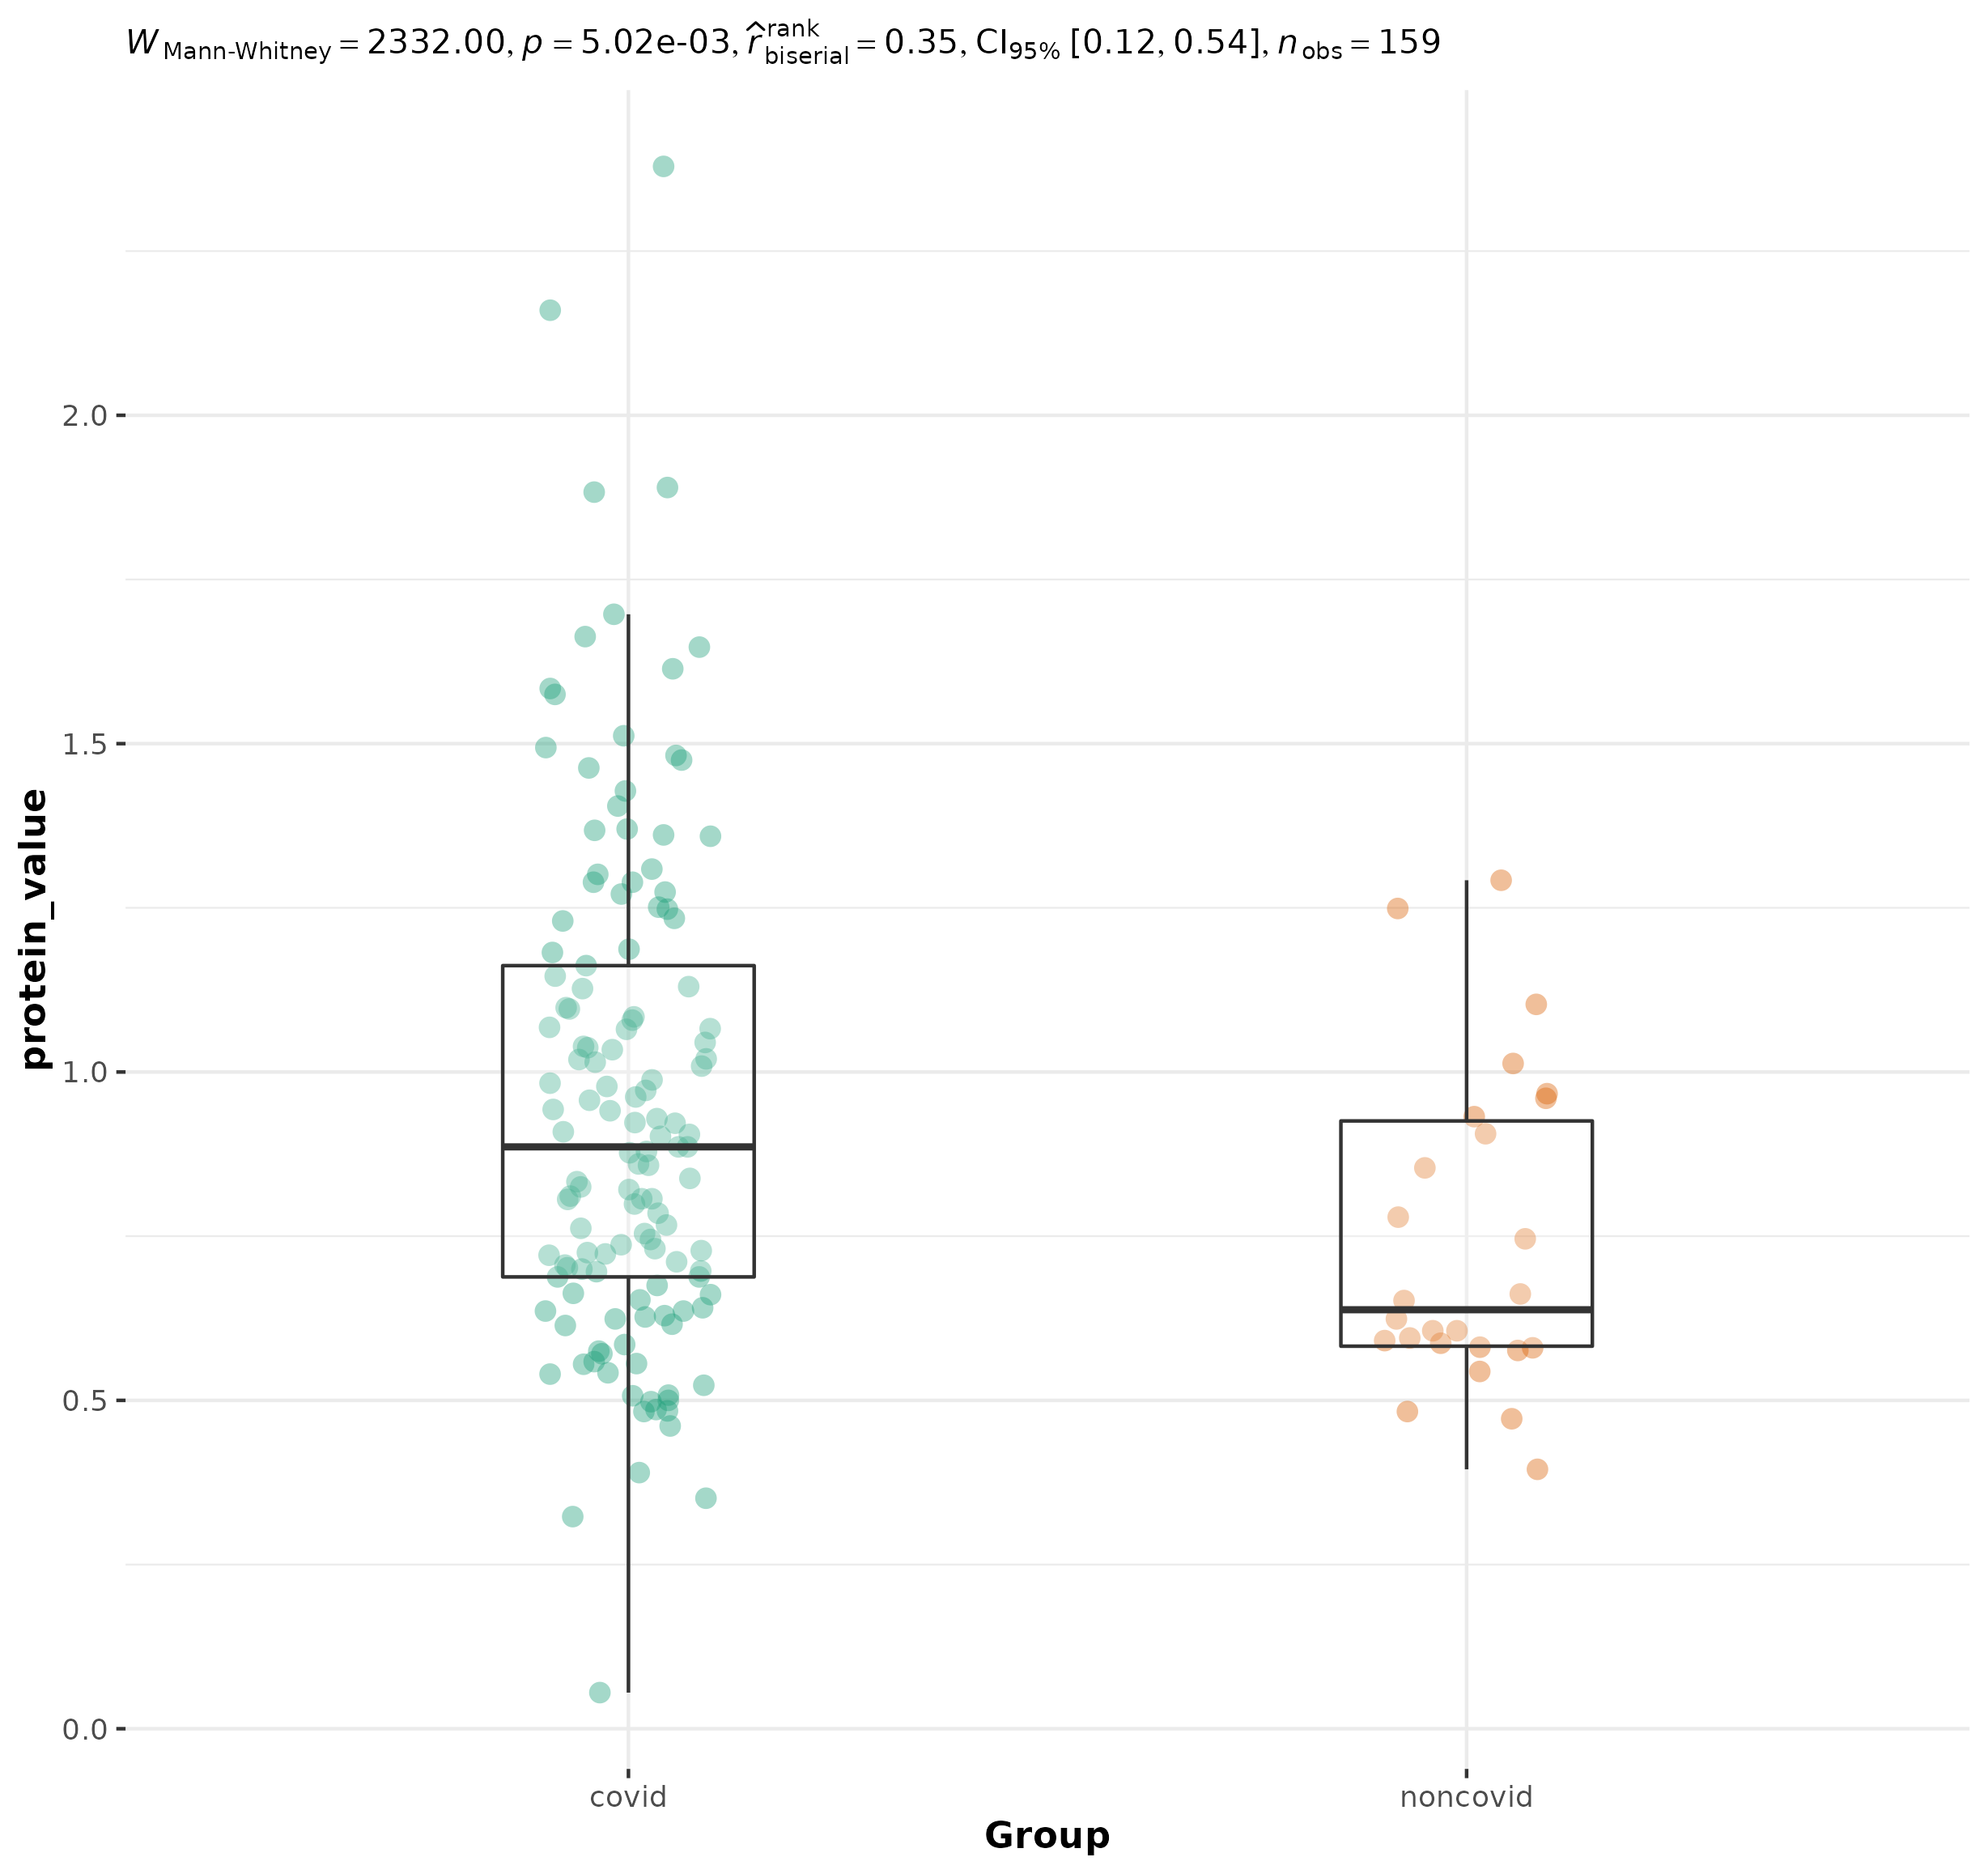 W Mann-Whitney = 2332.00, p = 5.02e-03, r̂ rank biserial = 0.35, CI95% [0.12, 0.54], nobs = 159
protein_value
2.0
1.5
1.0
0.5
0.0
covid noncovid
Group